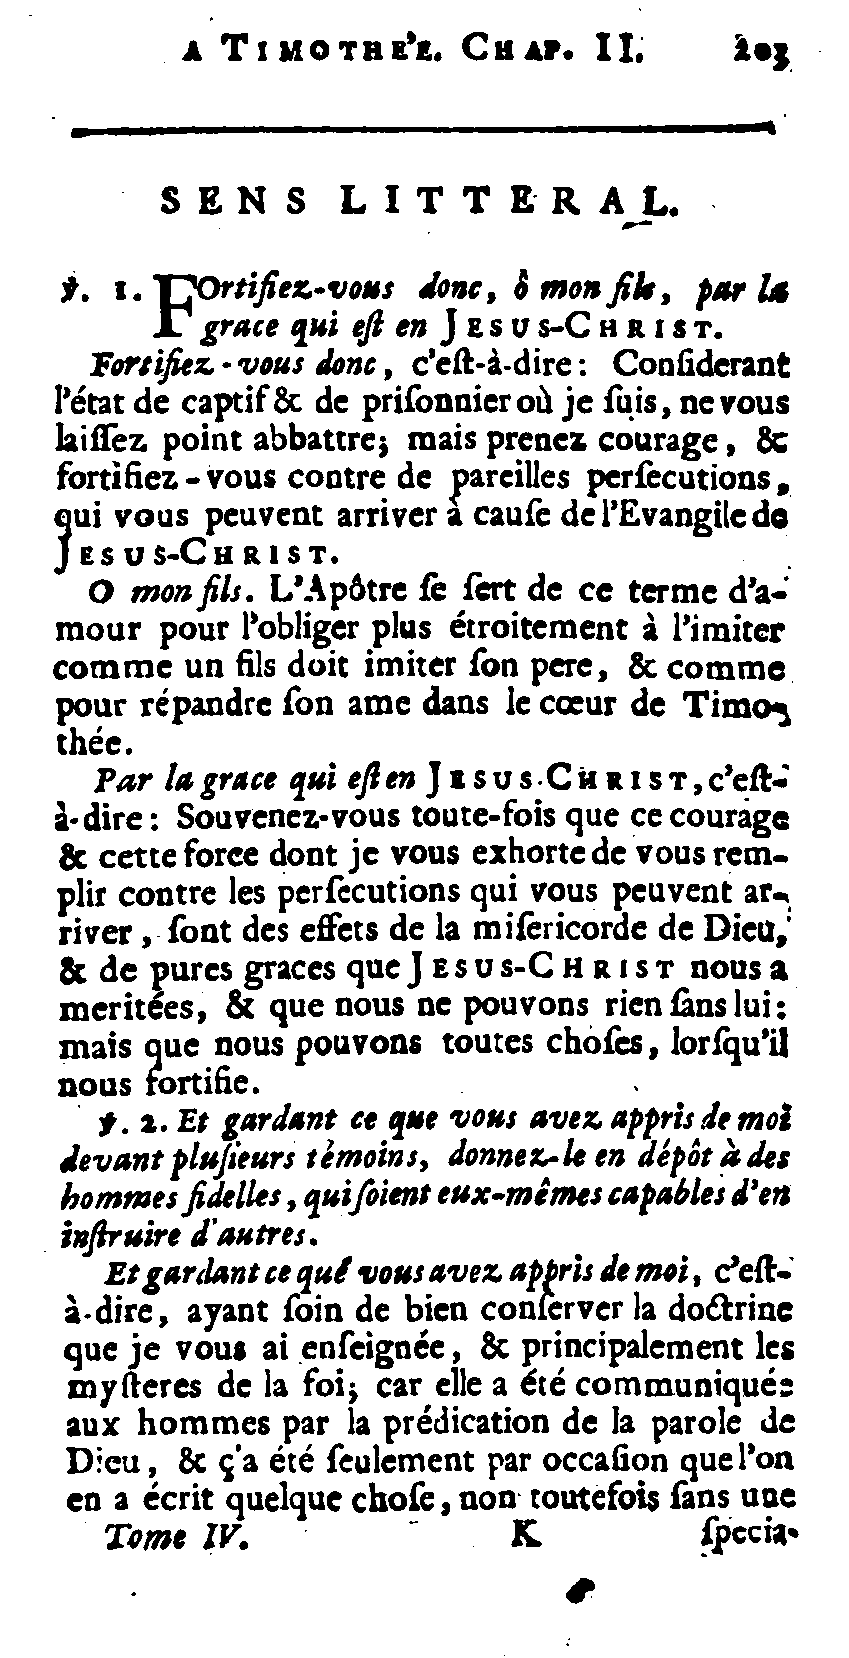 A TIMOTHE'E. CHAP. II. 203
SENS LITTERAL.
℣. 1. FOrtifiez-vous donc, ô mon fils, par la
grace qui eſt en JESUS-CHRIST.
Fortifiez-vous donc, c'eſt-à-dire: Conſiderant
l'état de captif & de priſonnier où je ſuis, ne vous
laiſſez point abbattre; mais prenez courage, &
fortifiez-vous contre de pareilles perſecutions,
qui vous peuvent arriver à cauſe de l'Evangile de
JESUS-CHRIST.
O mon fils. L'Apôtre ſe ſert de ce terme d'a-
mour pour l'obliger plus étroitement à l'imiter
comme un fils doit imiter ſon pere, & comme
pour répandre ſon ame dans le cœur de Timo-
thée.
Par la grace qui eſt en JESUS-CHRIST, c'eſt-
à-dire: Souvenez-vous toute-fois que ce courage
& cette force dont je vous exhorte de vous rem-
plir contre les perſecutions qui vous peuvent ar-
river, ſont des effets de la miſericorde de Dieu,
& de pures graces que JESUS-CHRIST nous a
meritées, & que nous ne pouvons rien ſans lui:
mais que nous pouvons toutes choſes, lorſqu'il
nous fortifie.
℣. 2. Et gardant ce que vous avez appris de moi
devant pluſieurs témoins, donnez-le en dépôt à des
hommes fidelles, qui ſoient eux-mêmes capables d'en
inſtruire d'autres.
Et gardant ce que vous avez appris de moi, c'eſt-
à-dire, ayant ſoin de bien conſerver la doctrine
que je vous ai enſeignée, & principalement les
myſteres de la foi; car elle a été communiquée
aux hommes par la prédication de la parole de
Dieu, & ç'a été ſeulement par occaſion que l'on
en a écrit quelque choſe, non toutefois ſans une
Tome IV. K ſpecia-